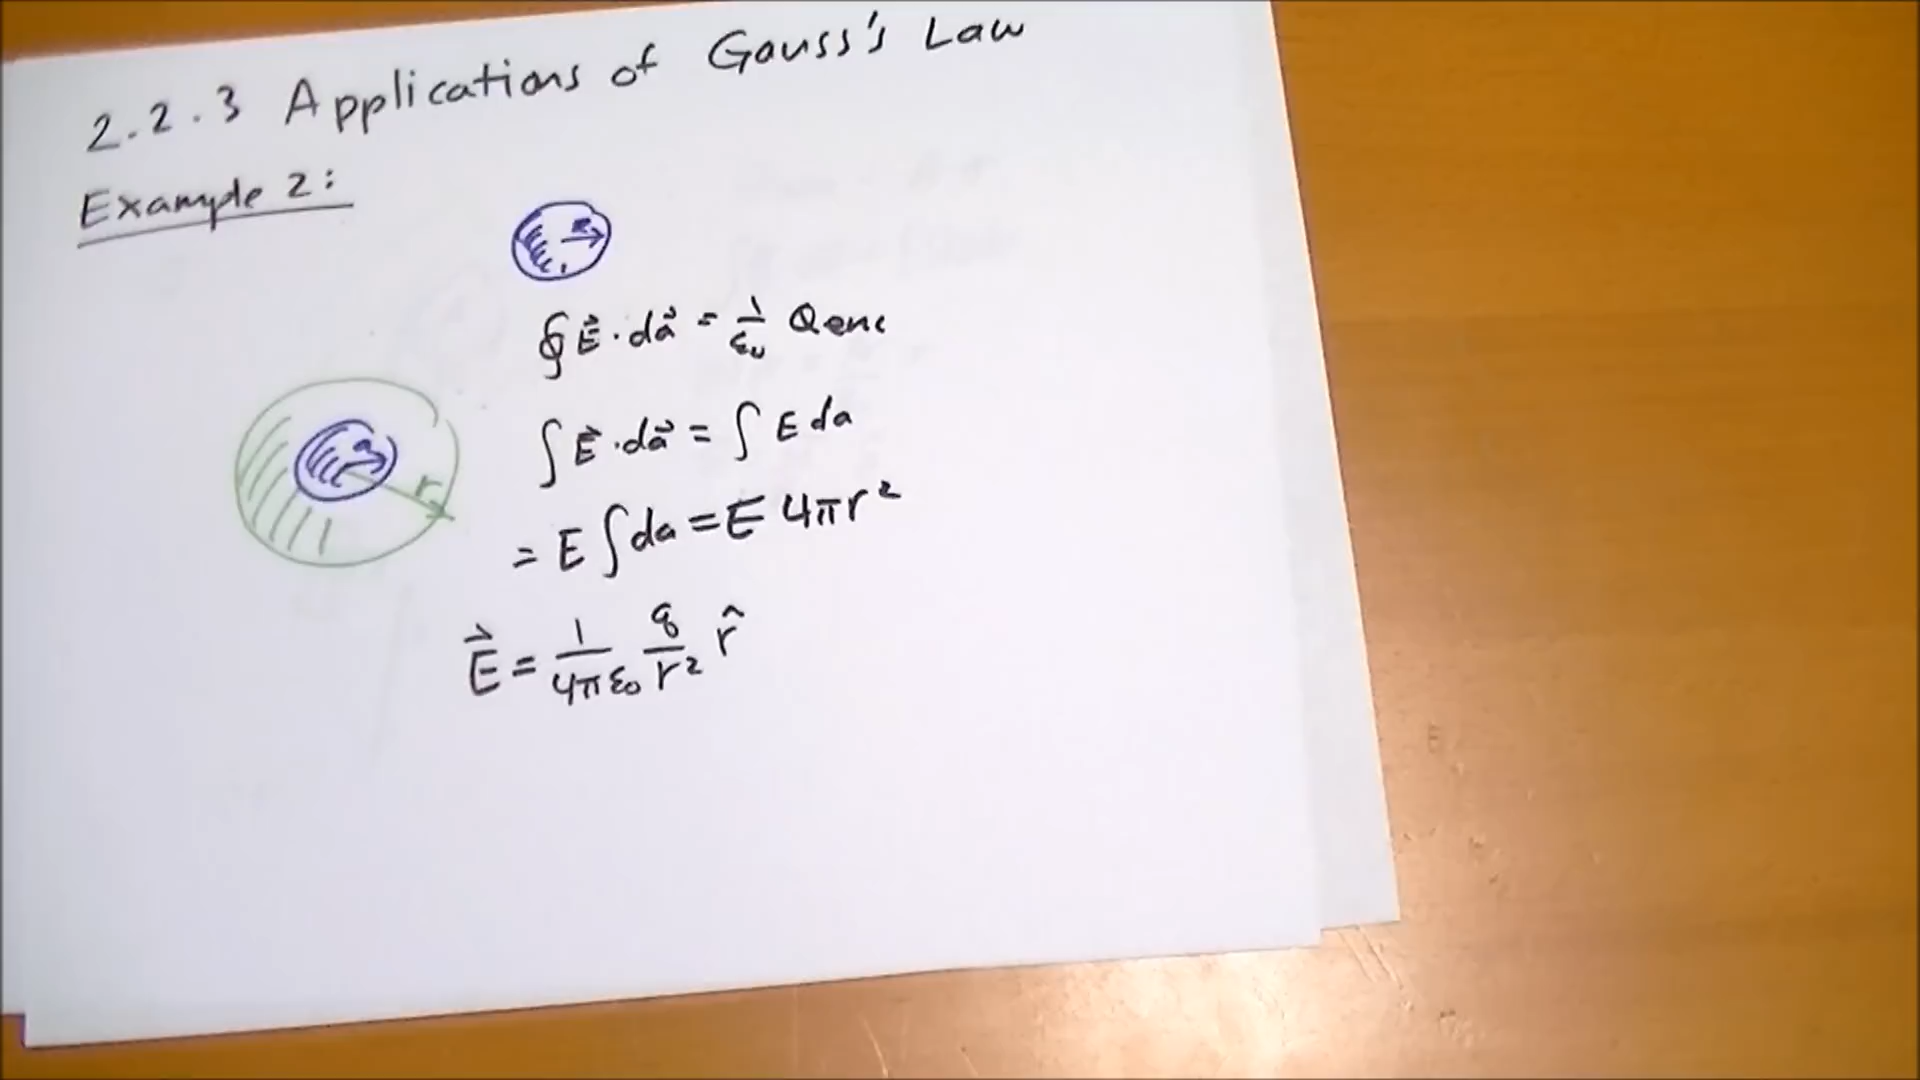 2.2.3 Applications of Gauss's Law
Example 2:
R
∮ E⃗ · da⃗ = 1/ε₀ Qenc
∫ E⃗ · da⃗ = ∫ E da
r
= E ∫ da = E 4πr²
E⃗ = 1/4πε₀ q/r² r̂